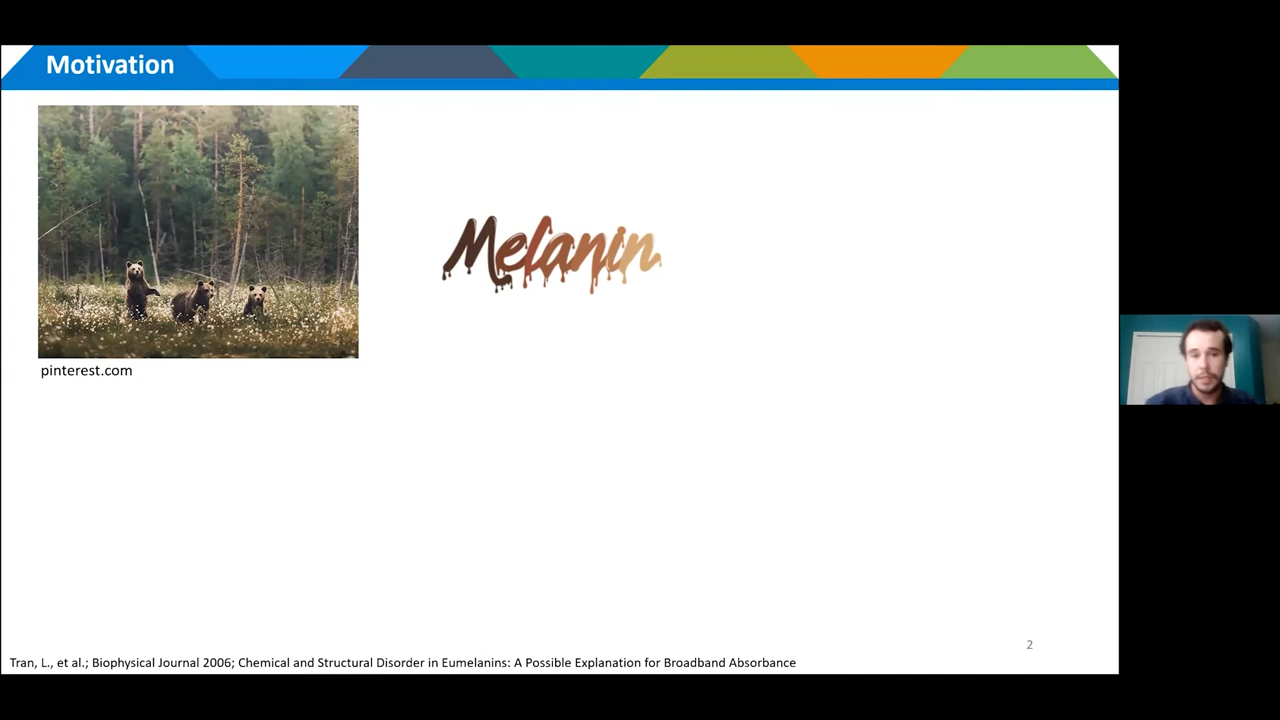 Motivation
Melanin
pinterest.com
2
Tran, L., et al.; Biophysical Journal 2006; Chemical and Structural Disorder in Eumelanins: A Possible Explanation for Broadband Absorbance